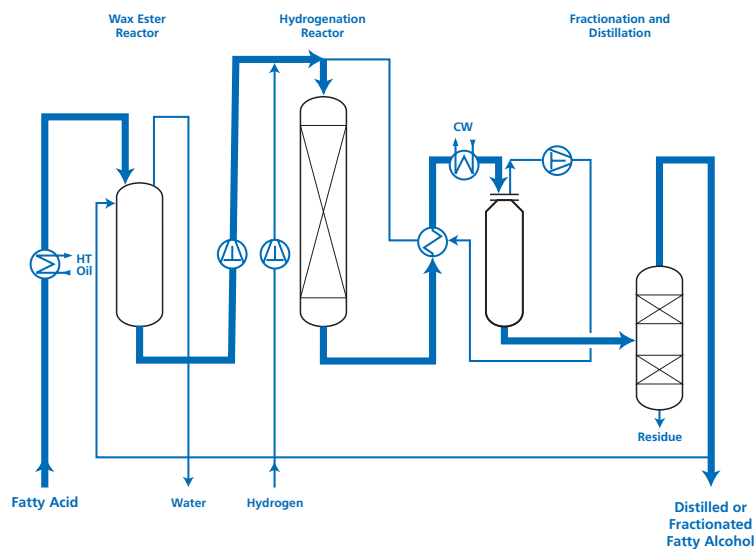 Wax Ester
Reactor
Hydrogenation
Reactor
Fractionation and
Distillation
CW
HT
Oil
Residue
Fatty Acid
Water
Hydrogen
Distilled or
Fractionated
Fatty Alcohol